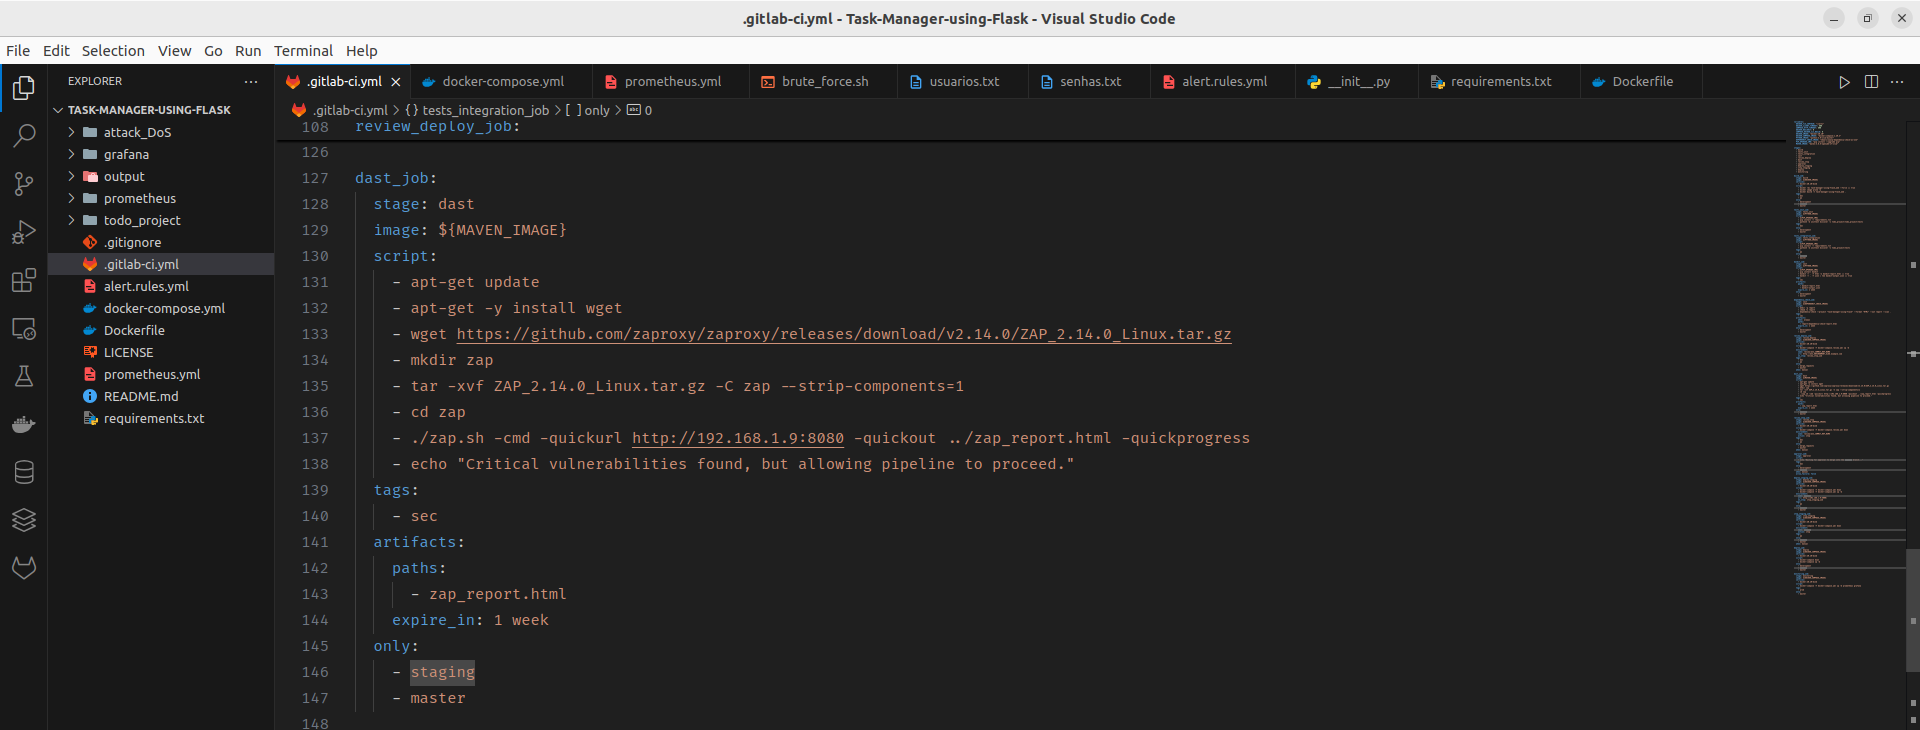 .gitlab-ci.yml - Task-Manager-using-Flask - Visual Studio Code
File Edit Selection View Go Run Terminal Help
EXPLORER
.gitlab-ci.yml docker-compose.yml prometheus.yml brute_force.sh usuarios.txt senhas.txt alert.rules.yml __init__.py requirements.txt Dockerfile
TASK-MANAGER-USING-FLASK
attack_DoS
grafana
output
prometheus
todo_project
.gitignore
.gitlab-ci.yml
alert.rules.yml
docker-compose.yml
Dockerfile
LICENSE
prometheus.yml
README.md
requirements.txt
.gitlab-ci.yml > {} tests_integration_job > [ ] only > abc 0
108 review_deploy_job:
126
127 dast_job:
128 stage: dast
129 image: ${MAVEN_IMAGE}
130 script:
131 - apt-get update
132 - apt-get -y install wget
133 - wget https://github.com/zaproxy/zaproxy/releases/download/v2.14.0/ZAP_2.14.0_Linux.tar.gz
134 - mkdir zap
135 - tar -xvf ZAP_2.14.0_Linux.tar.gz -C zap --strip-components=1
136 - cd zap
137 - ./zap.sh -cmd -quickurl http://192.168.1.9:8080 -quickout ../zap_report.html -quickprogress
138 - echo "Critical vulnerabilities found, but allowing pipeline to proceed."
139 tags:
140 - sec
141 artifacts:
142 paths:
143 - zap_report.html
144 expire_in: 1 week
145 only:
146 - staging
147 - master
148